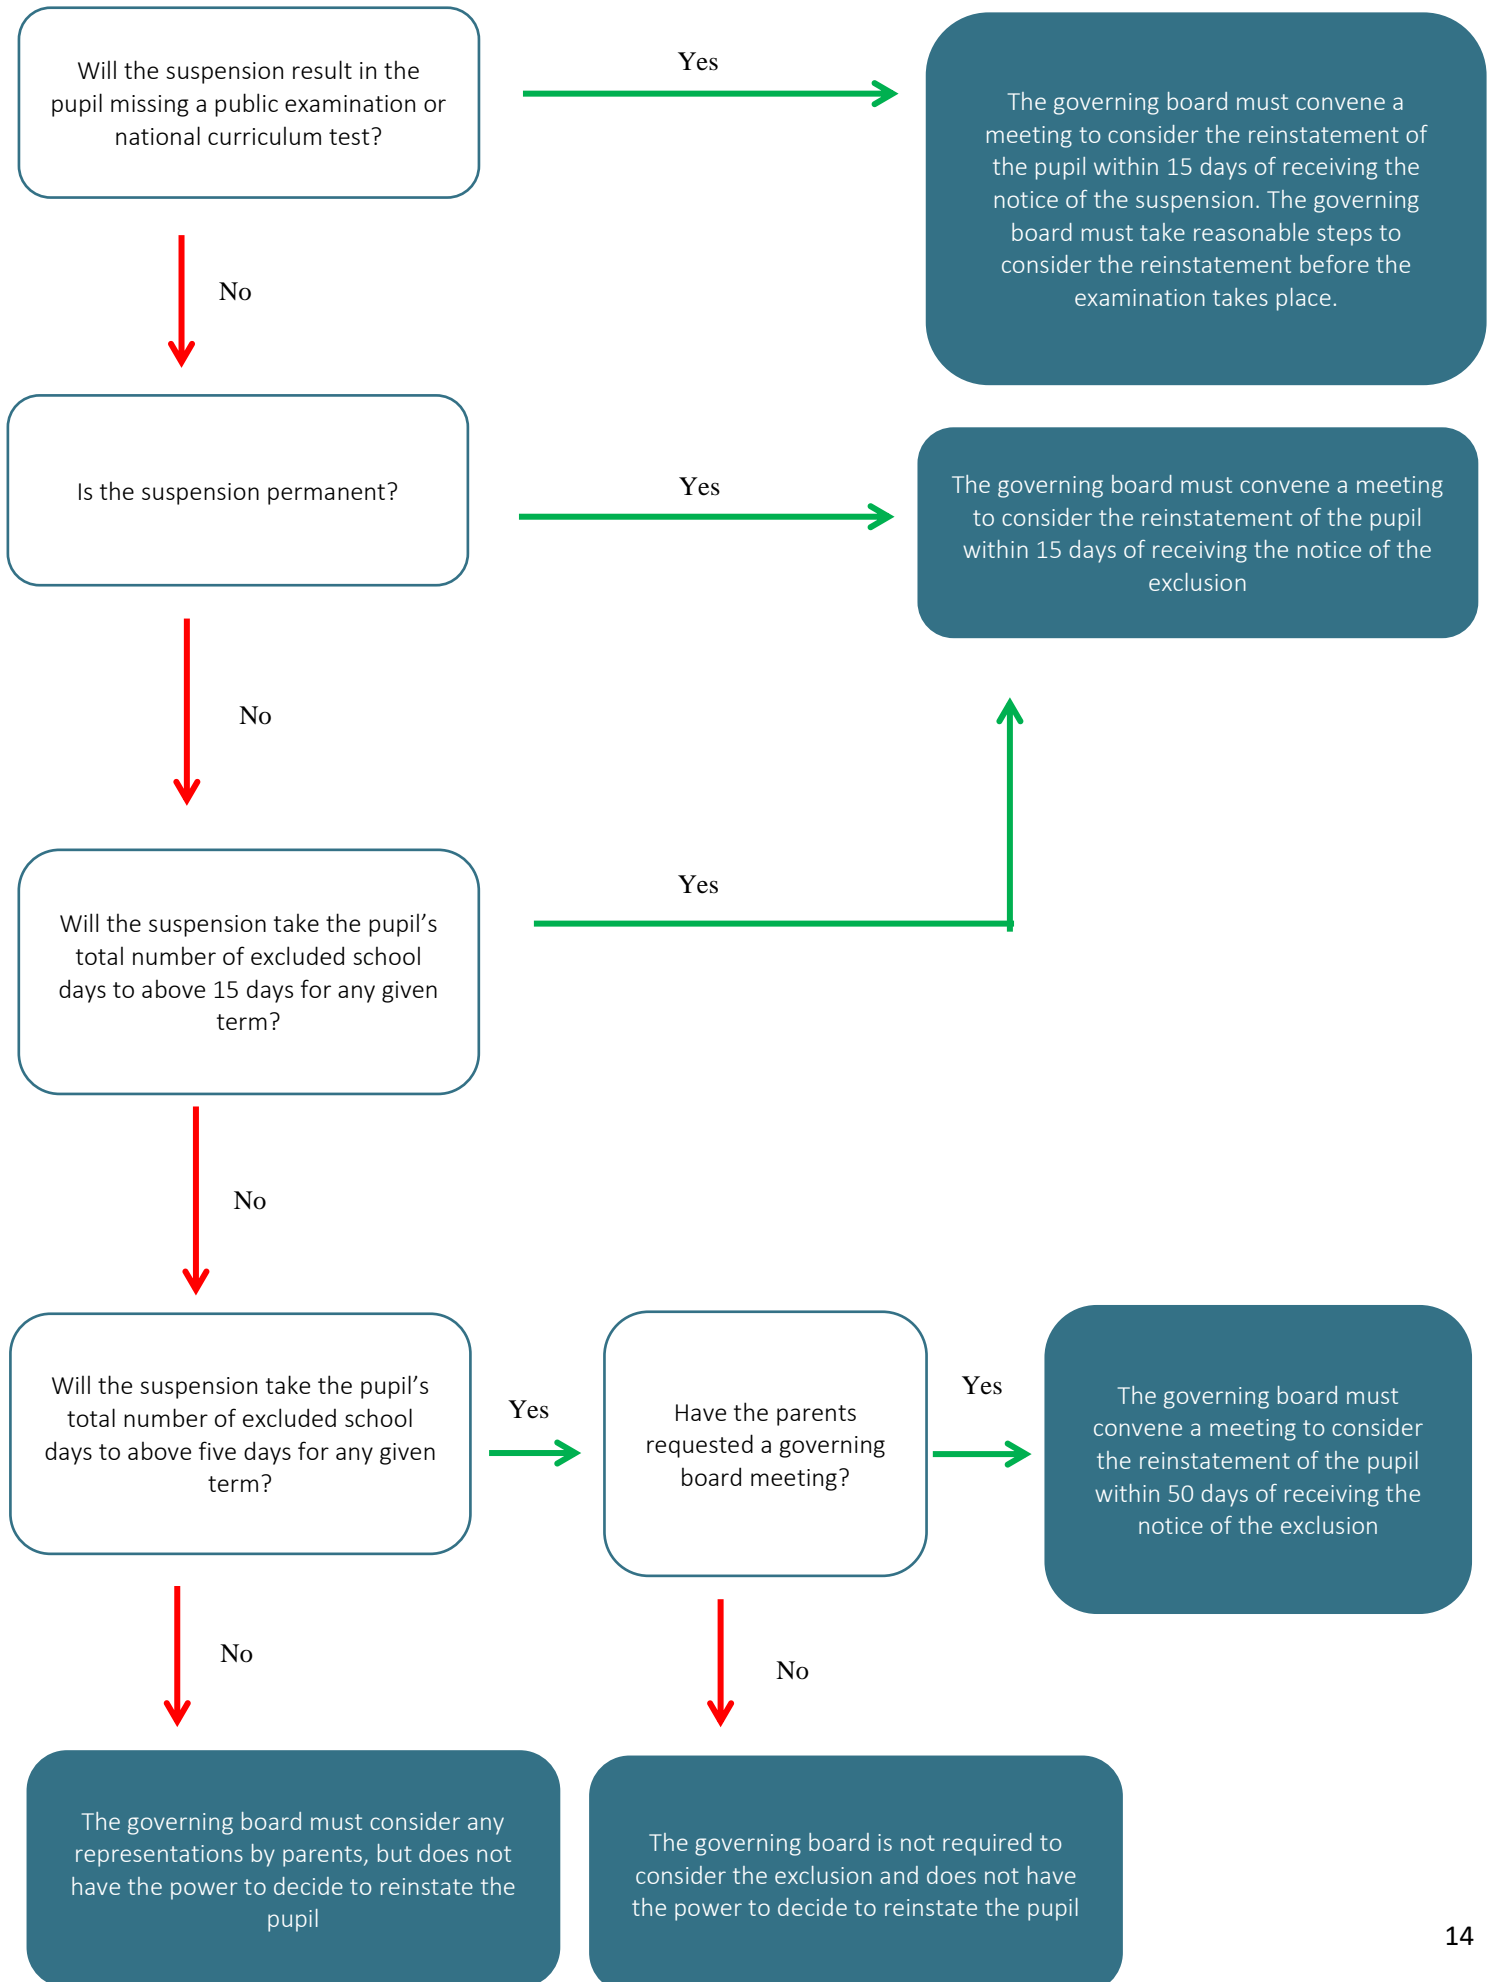 Will the suspension result in the
pupil missing a public examination or
national curriculum test?
Yes
The governing board must convene a
meeting to consider the reinstatement of
the pupil within 15 days of receiving the
notice of the suspension. The governing
board must take reasonable steps to
consider the reinstatement before the
examination takes place.
No
Is the suspension permanent?
Yes
The governing board must convene a meeting
to consider the reinstatement of the pupil
within 15 days of receiving the notice of the
exclusion
No
Will the suspension take the pupil’s
total number of excluded school
days to above 15 days for any given
term?
Yes
No
Will the suspension take the pupil’s
total number of excluded school
days to above five days for any given
term?
Yes
Have the parents
requested a governing
board meeting?
Yes
The governing board must
convene a meeting to consider
the reinstatement of the pupil
within 50 days of receiving the
notice of the exclusion
No
No
The governing board must consider any
representations by parents, but does not
have the power to decide to reinstate the
pupil
The governing board is not required to
consider the exclusion and does not have
the power to decide to reinstate the pupil
14